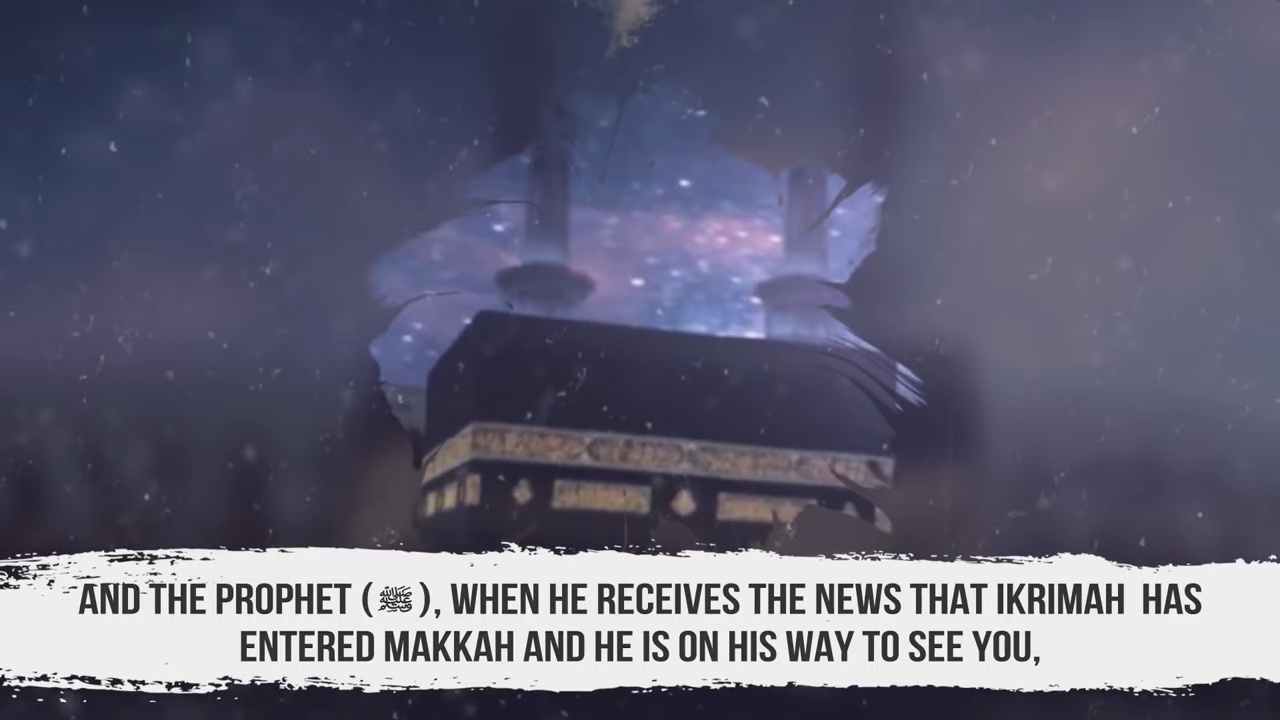 AND THE PROPHET (ﷺ), WHEN HE RECEIVES THE NEWS THAT IKRIMAH HAS
ENTERED MAKKAH AND HE IS ON HIS WAY TO SEE YOU,